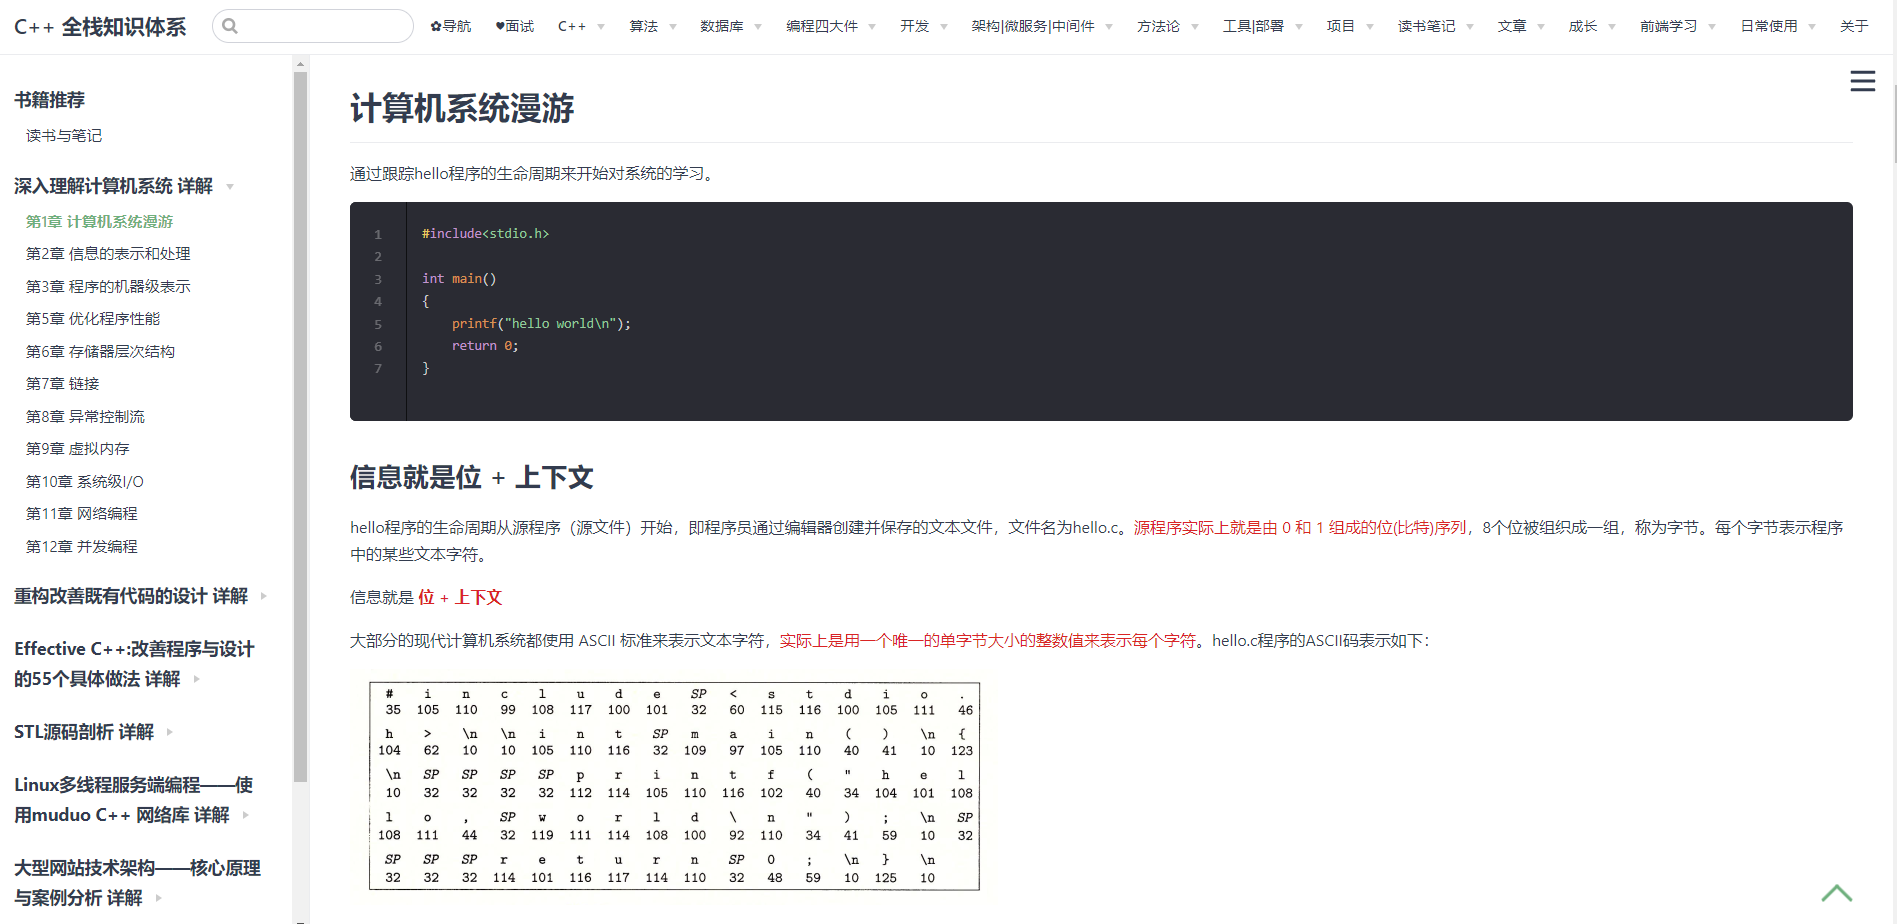 C++ 全栈知识体系
✿导航 ♥面试 C++ 算法 数据库 编程四大件 开发 架构|微服务|中间件 方法论 工具|部署 项目 读书笔记 文章 成长 前端学习 日常使用 关于
书籍推荐
读书与笔记
深入理解计算机系统 详解
第1章 计算机系统漫游
第2章 信息的表示和处理
第3章 程序的机器级表示
第5章 优化程序性能
第6章 存储器层次结构
第7章 链接
第8章 异常控制流
第9章 虚拟内存
第10章 系统级I/O
第11章 网络编程
第12章 并发编程
重构改善既有代码的设计 详解
Effective C++:改善程序与设计
的55个具体做法 详解
STL源码剖析 详解
Linux多线程服务端编程——使
用muduo C++ 网络库 详解
大型网站技术架构——核心原理
与案例分析 详解
计算机系统漫游
通过跟踪hello程序的生命周期来开始对系统的学习。
1 #include<stdio.h>
2
3 int main()
4 {
5     printf("hello world\n");
6     return 0;
7 }
信息就是位 + 上下文
hello程序的生命周期从源程序（源文件）开始，即程序员通过编辑器创建并保存的文本文件，文件名为hello.c。源程序实际上就是由 0 和 1 组成的位(比特)序列，8个位被组织成一组，称为字节。每个字节表示程序
中的某些文本字符。
信息就是 位 + 上下文
大部分的现代计算机系统都使用 ASCII 标准来表示文本字符，实际上是用一个唯一的单字节大小的整数值来表示每个字符。hello.c程序的ASCII码表示如下：
# i n c l u d e SP < s t d i o .
35 105 110 99 108 117 100 101 32 60 115 116 100 105 111 46
h > \n \n i n t SP m a i n ( ) \n {
104 62 10 10 105 110 116 32 109 97 105 110 40 41 10 123
\n SP SP SP SP p r i n t f ( " h e l
10 32 32 32 32 112 114 105 110 116 102 40 34 104 101 108
l o , SP w o r l d \ n " ) ; \n SP
108 111 44 32 119 111 114 108 100 92 110 34 41 59 10 32
SP SP SP r e t u r n SP 0 ; \n } \n
32 32 32 114 101 116 117 114 110 32 48 59 10 125 10